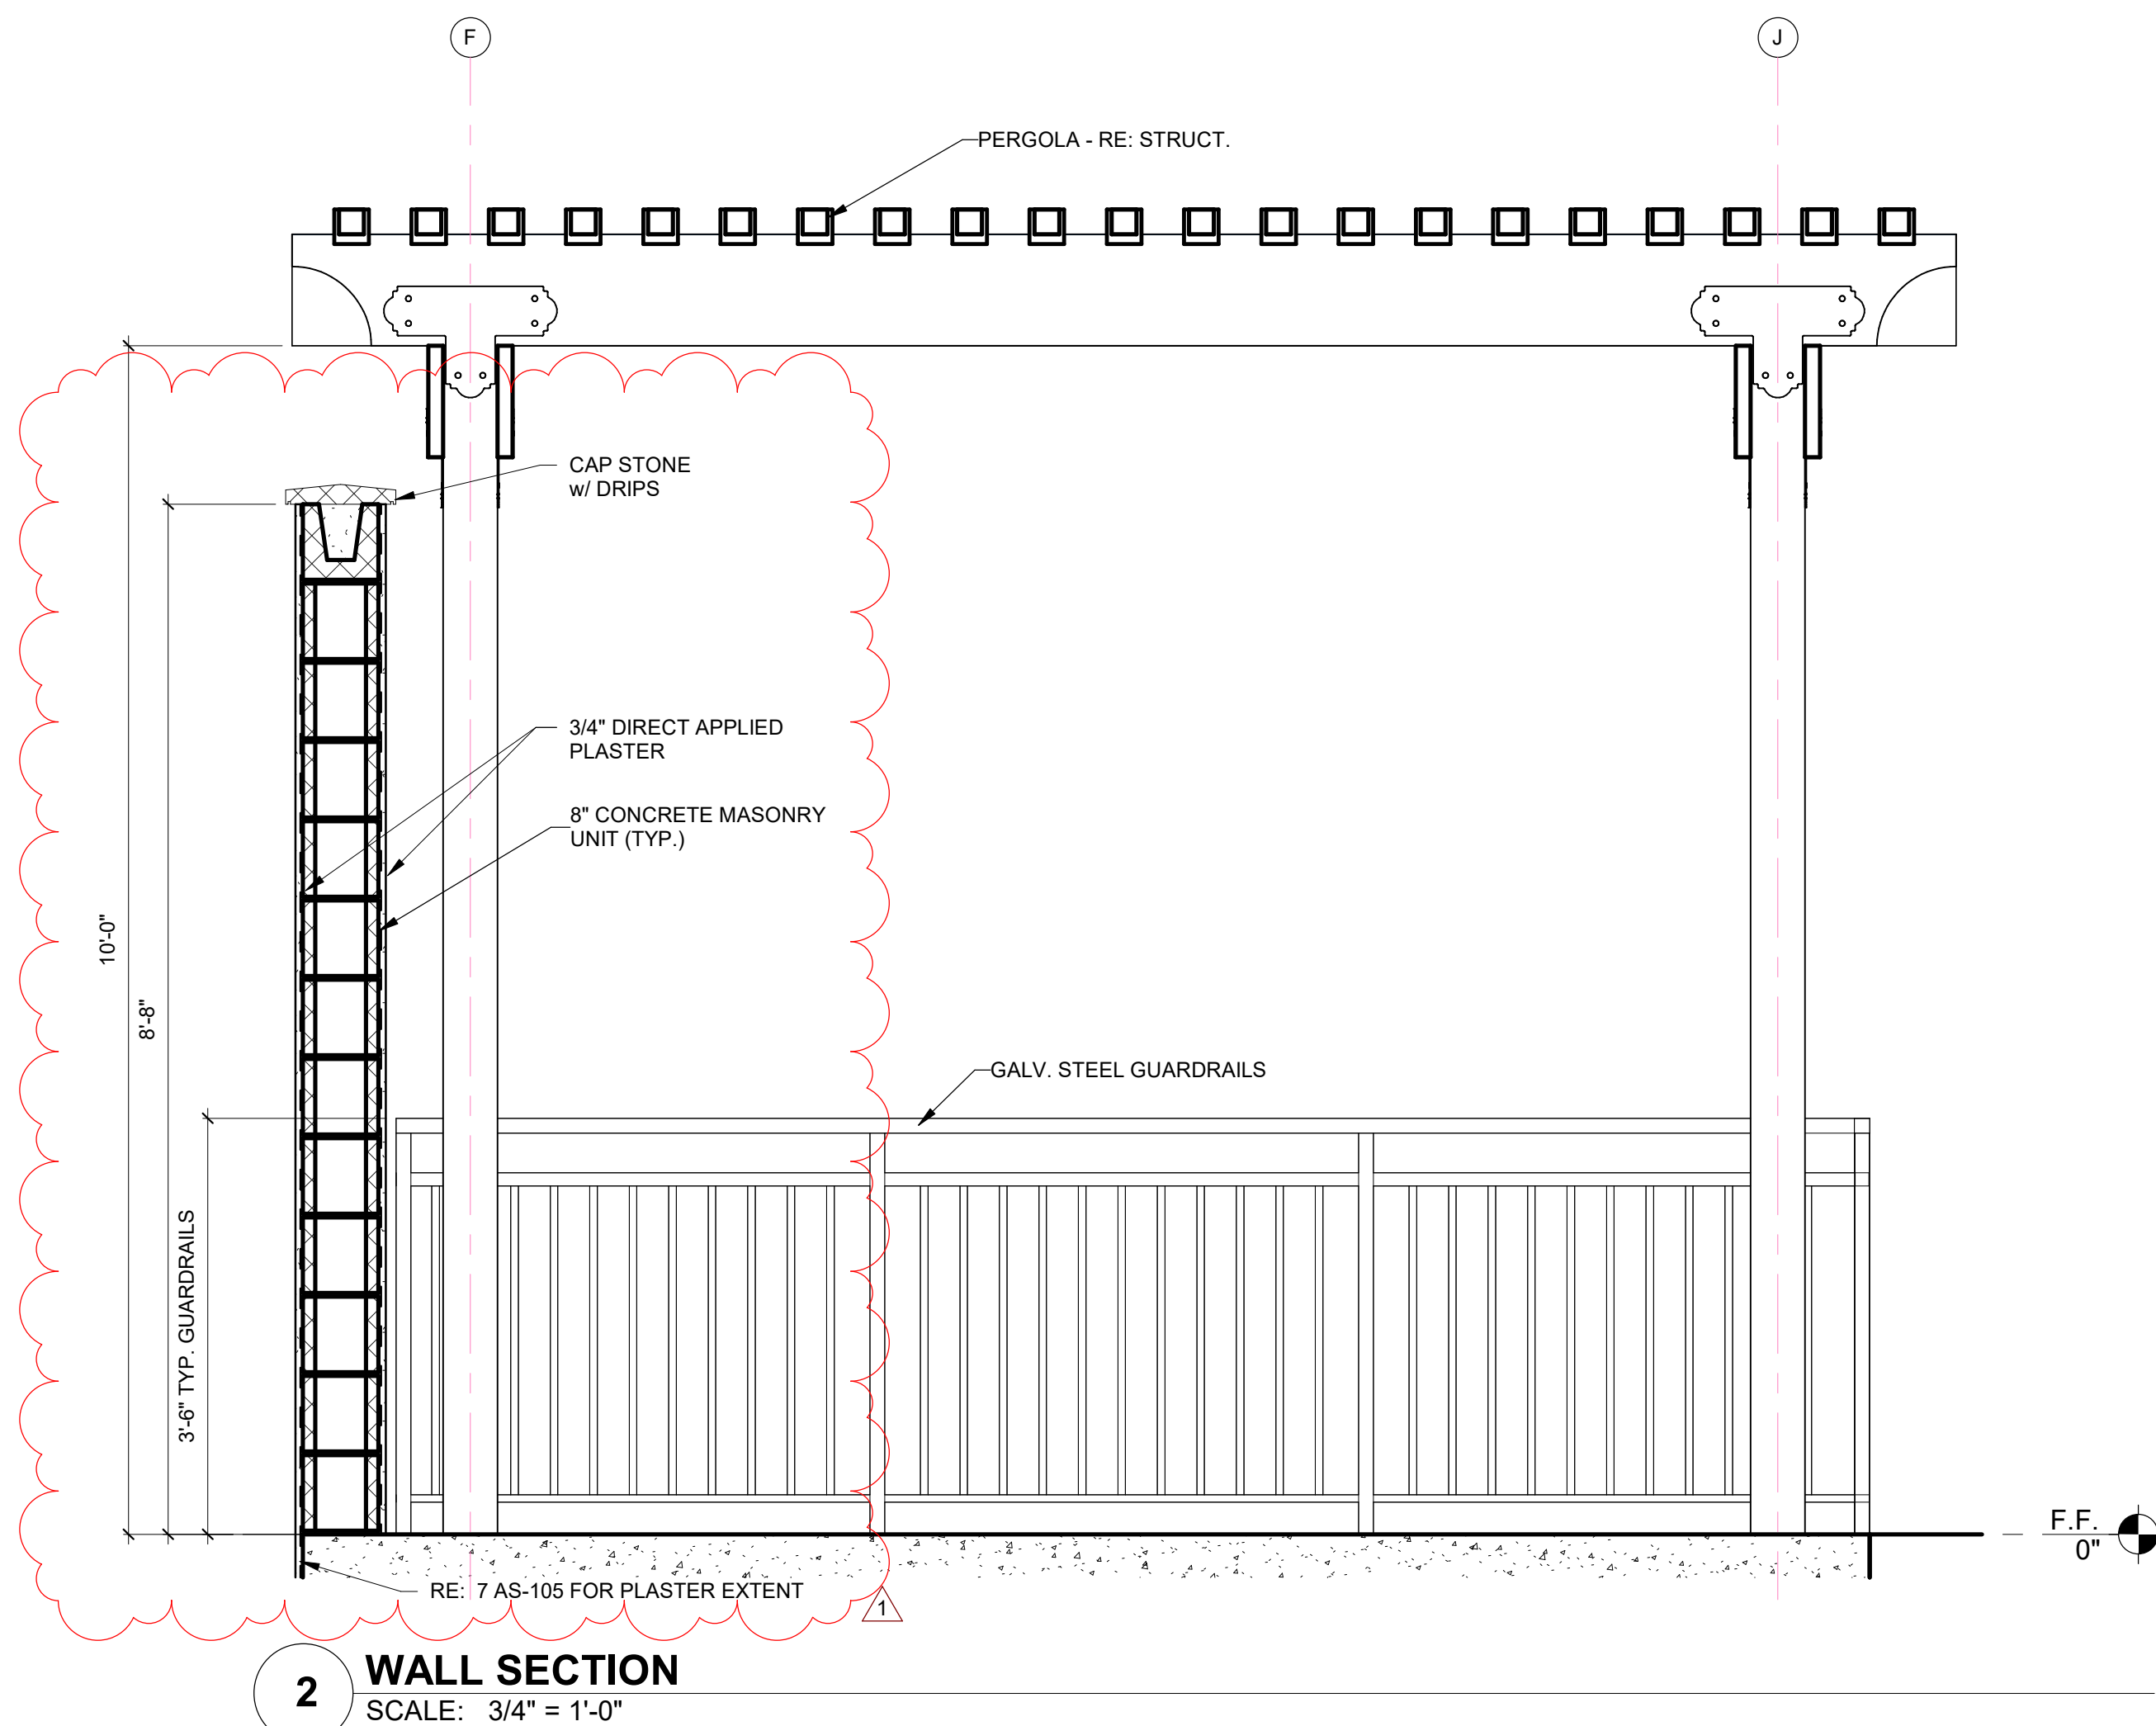 F
J
PERGOLA - RE: STRUCT.
CAP STONE
w/ DRIPS
3/4" DIRECT APPLIED
PLASTER
8" CONCRETE MASONRY
UNIT (TYP.)
10'-0"
8'-8"
GALV. STEEL GUARDRAILS
3'-6" TYP. GUARDRAILS
F.F.
0"
RE: 7 AS-105 FOR PLASTER EXTENT
1
2
WALL SECTION
SCALE: 3/4" = 1'-0"